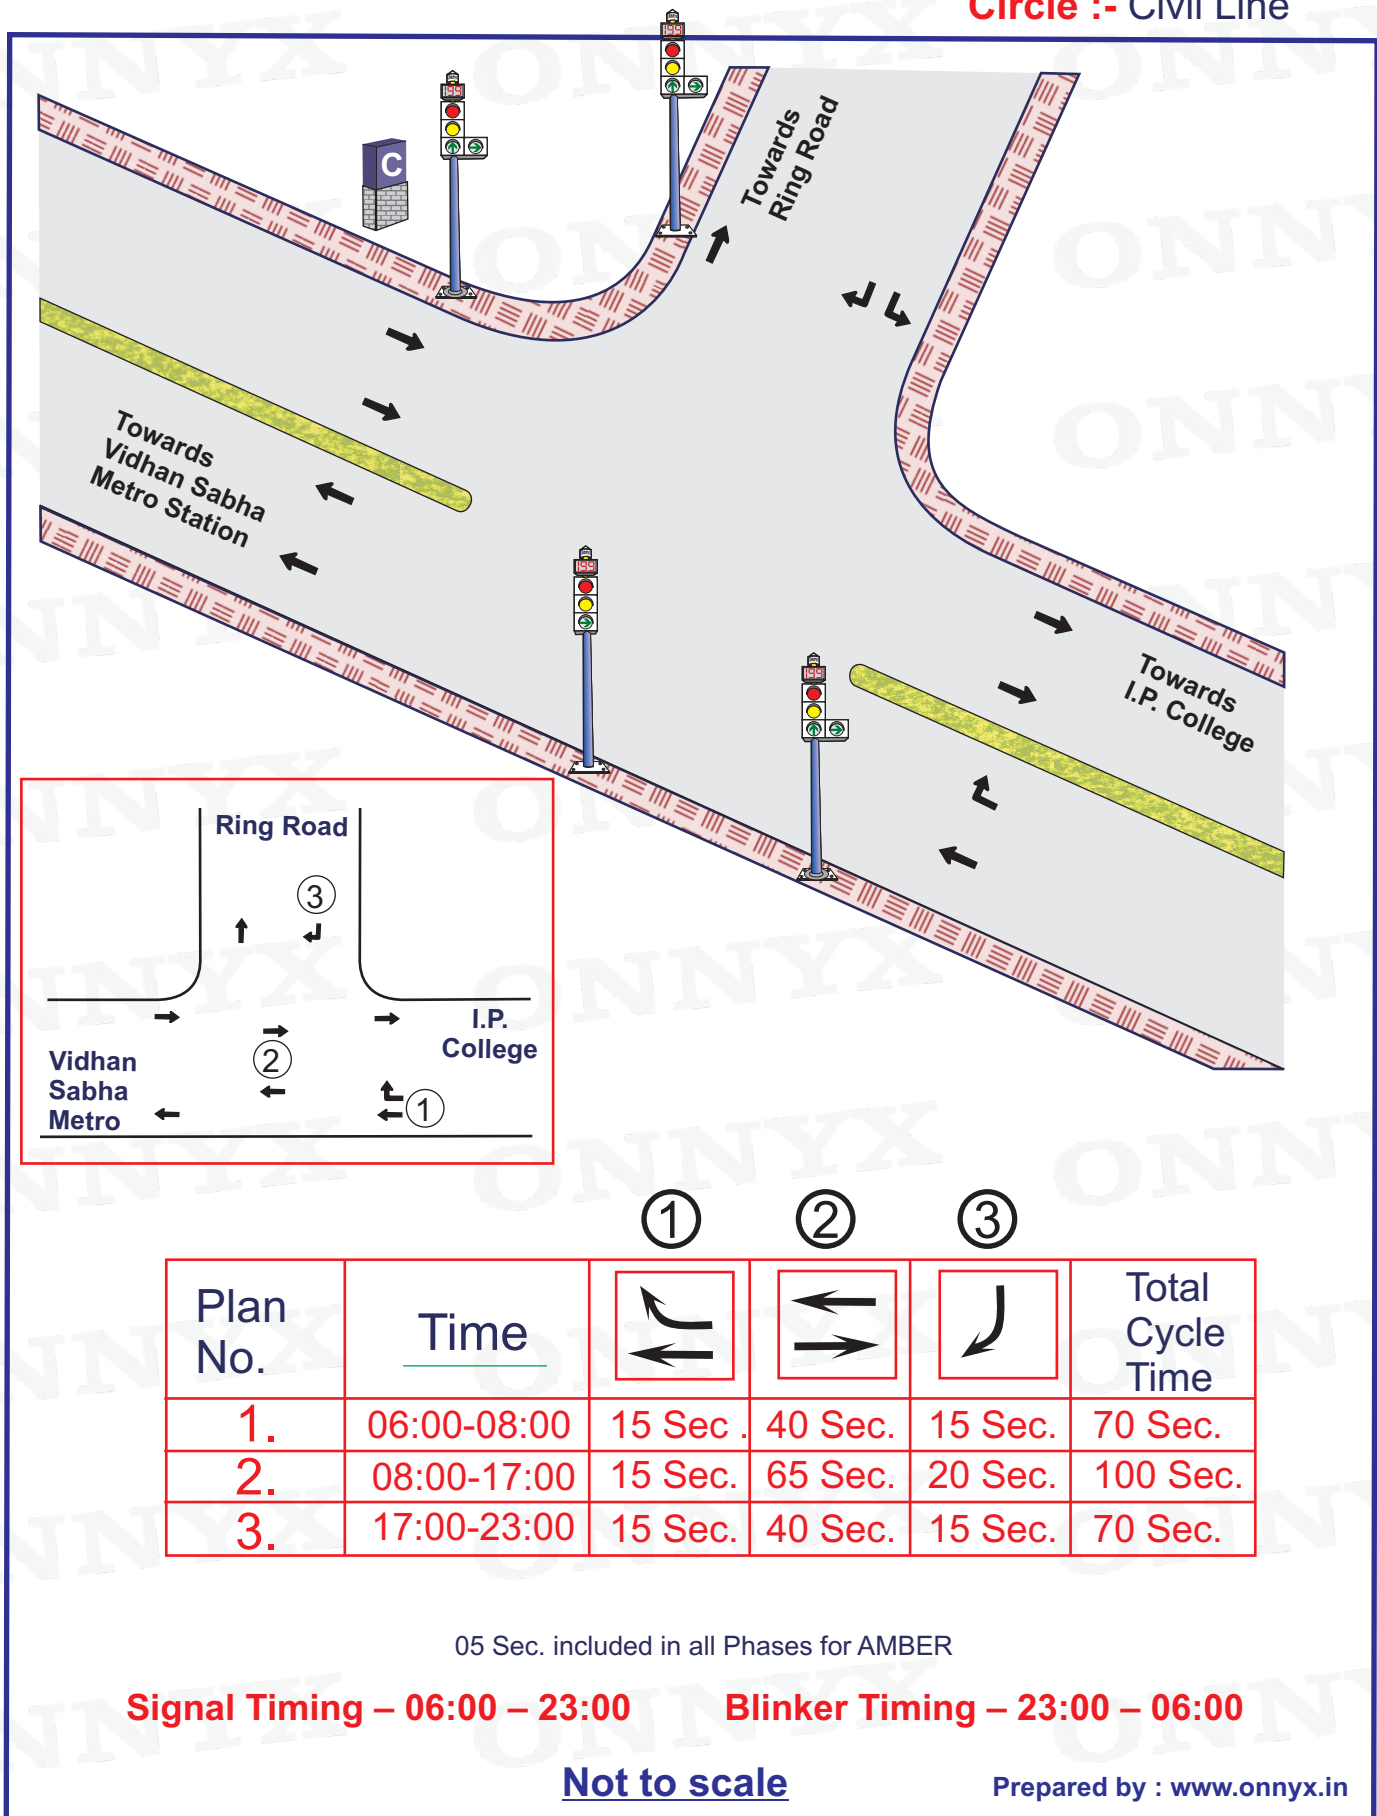 Circle :- Civil Line
199
199
C
Towards
Ring Road
Towards
Vidhan Sabha
Metro Station
199
199
Towards
I.P. College
Ring Road
3
I.P.
College
2
Vidhan
Sabha
Metro
1
1 2 3
Plan
No.
Time
Total
Cycle
Time
1. 06:00-08:00 15 Sec . 40 Sec. 15 Sec. 70 Sec.
2. 08:00-17:00 15 Sec. 65 Sec. 20 Sec. 100 Sec.
3. 17:00-23:00 15 Sec. 40 Sec. 15 Sec. 70 Sec.
05 Sec. included in all Phases for AMBER
Signal Timing – 06:00 – 23:00 Blinker Timing – 23:00 – 06:00
Not to scale
Prepared by : www.onnyx.in
ONNYX